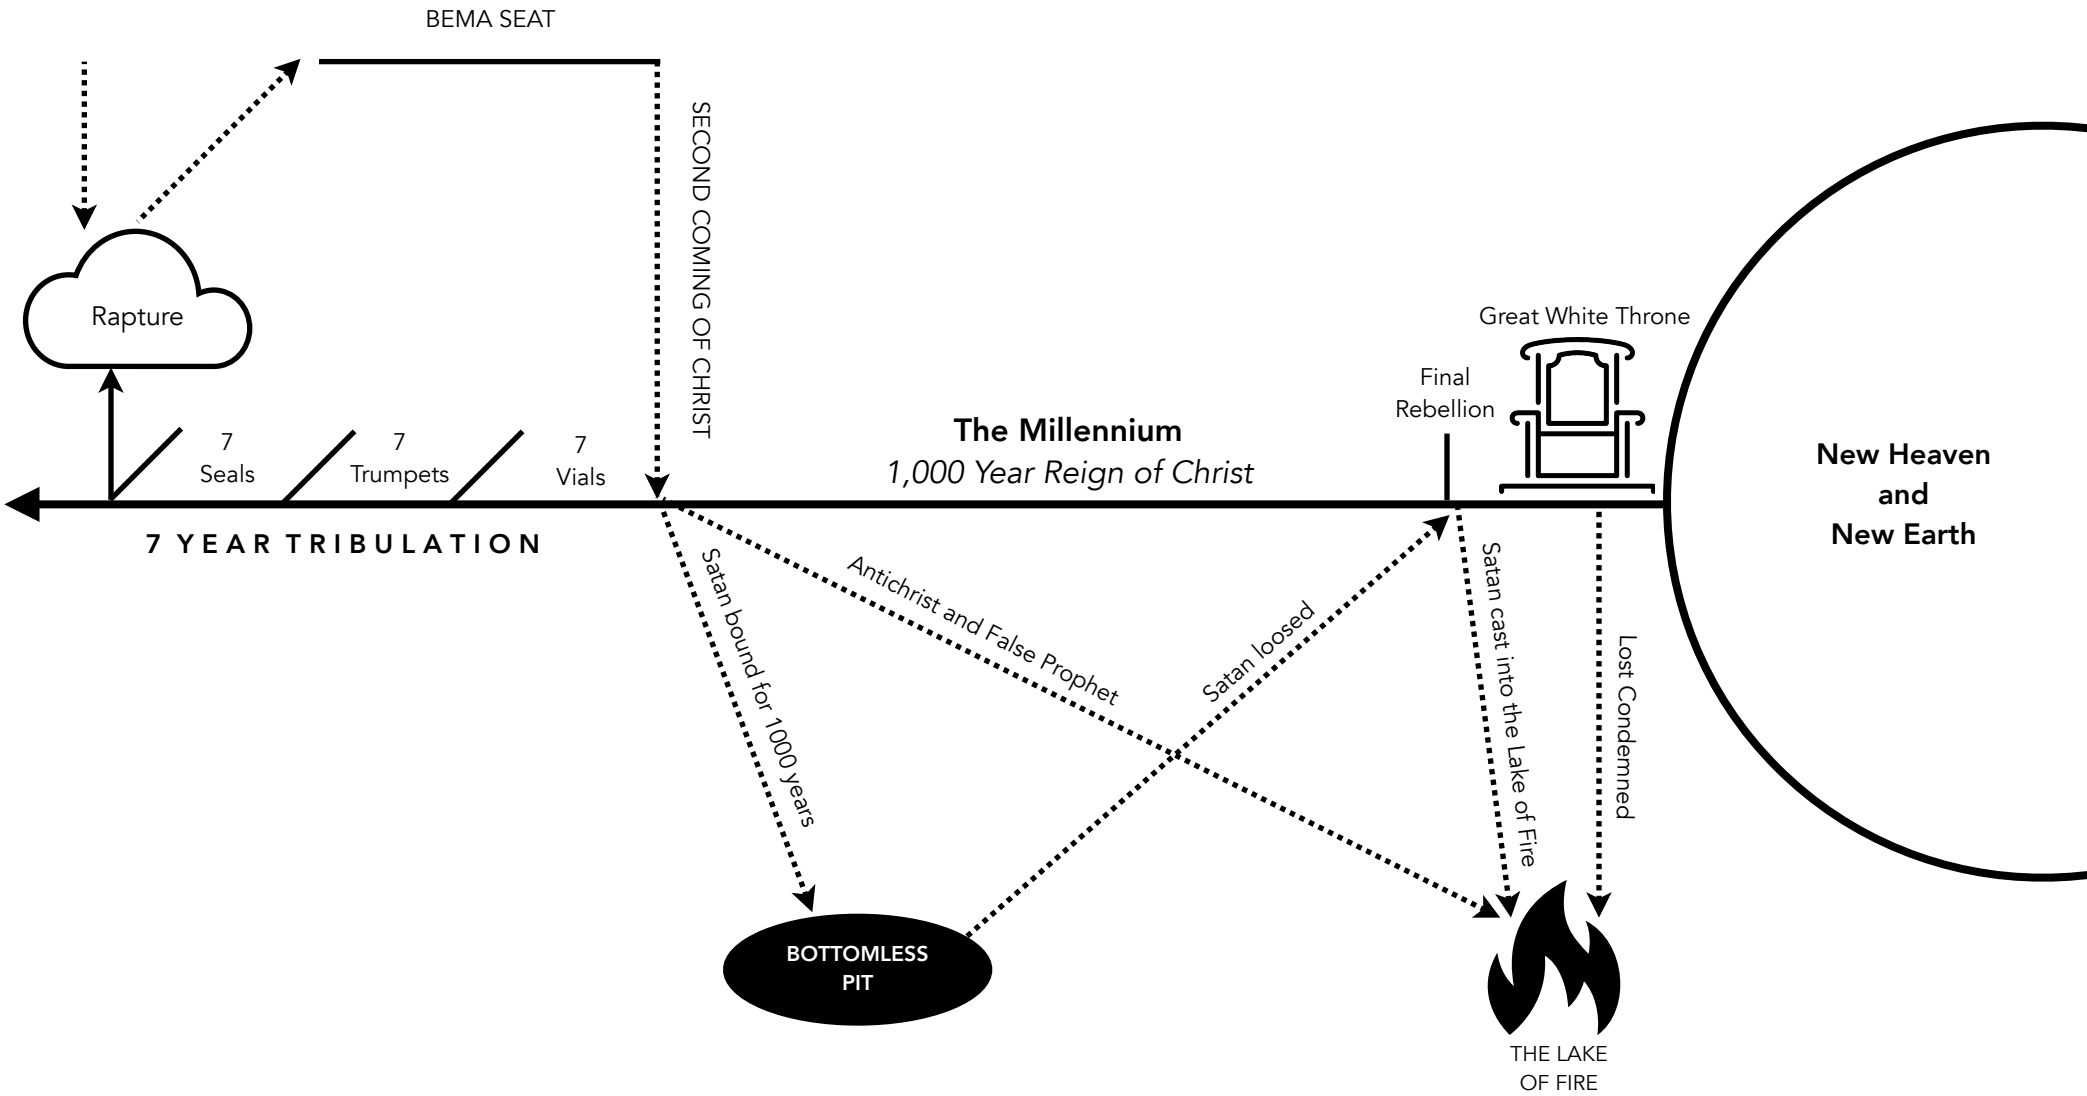 BEMA SEAT
SECOND COMING OF CHRIST
Rapture
7
Seals
7
Trumpets
7
Vials
7 YEAR TRIBULATION
The Millennium
1,000 Year Reign of Christ
Final
Rebellion
Great White Throne
New Heaven
and
New Earth
Satan bound for 1000 years
Antichrist and False Prophet
Satan loosed
Satan cast into the Lake of Fire
Lost Condemned
BOTTOMLESS
PIT
THE LAKE
OF FIRE